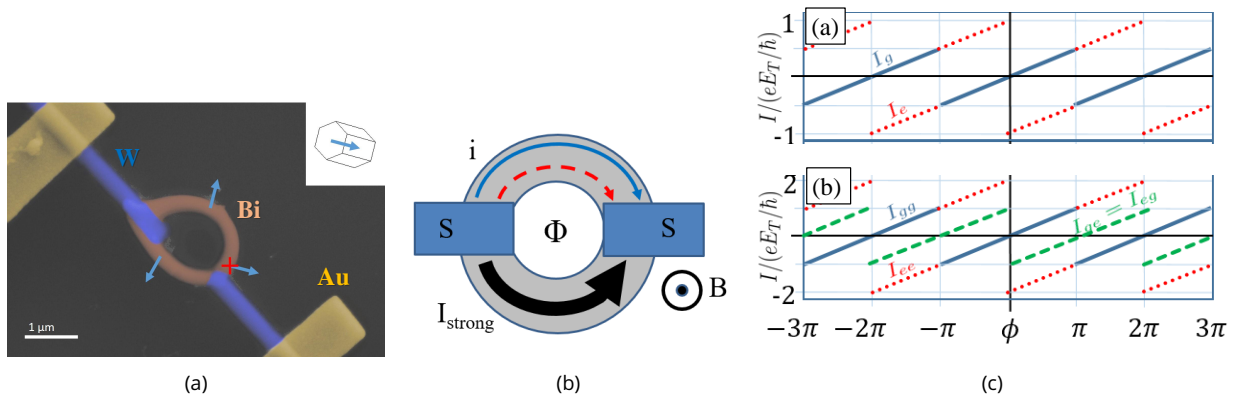 W
Bi
Au
1 μm
(a)
i
S
Φ
S
I_strong
B
(b)
(a)
I/(eE_T/ħ)
1
-1
I_g
I_e
(b)
I/(eE_T/ħ)
2
-2
I_gg
I_ge = I_eg
I_ee
−3π −2π −π ϕ π 2π 3π
(c)